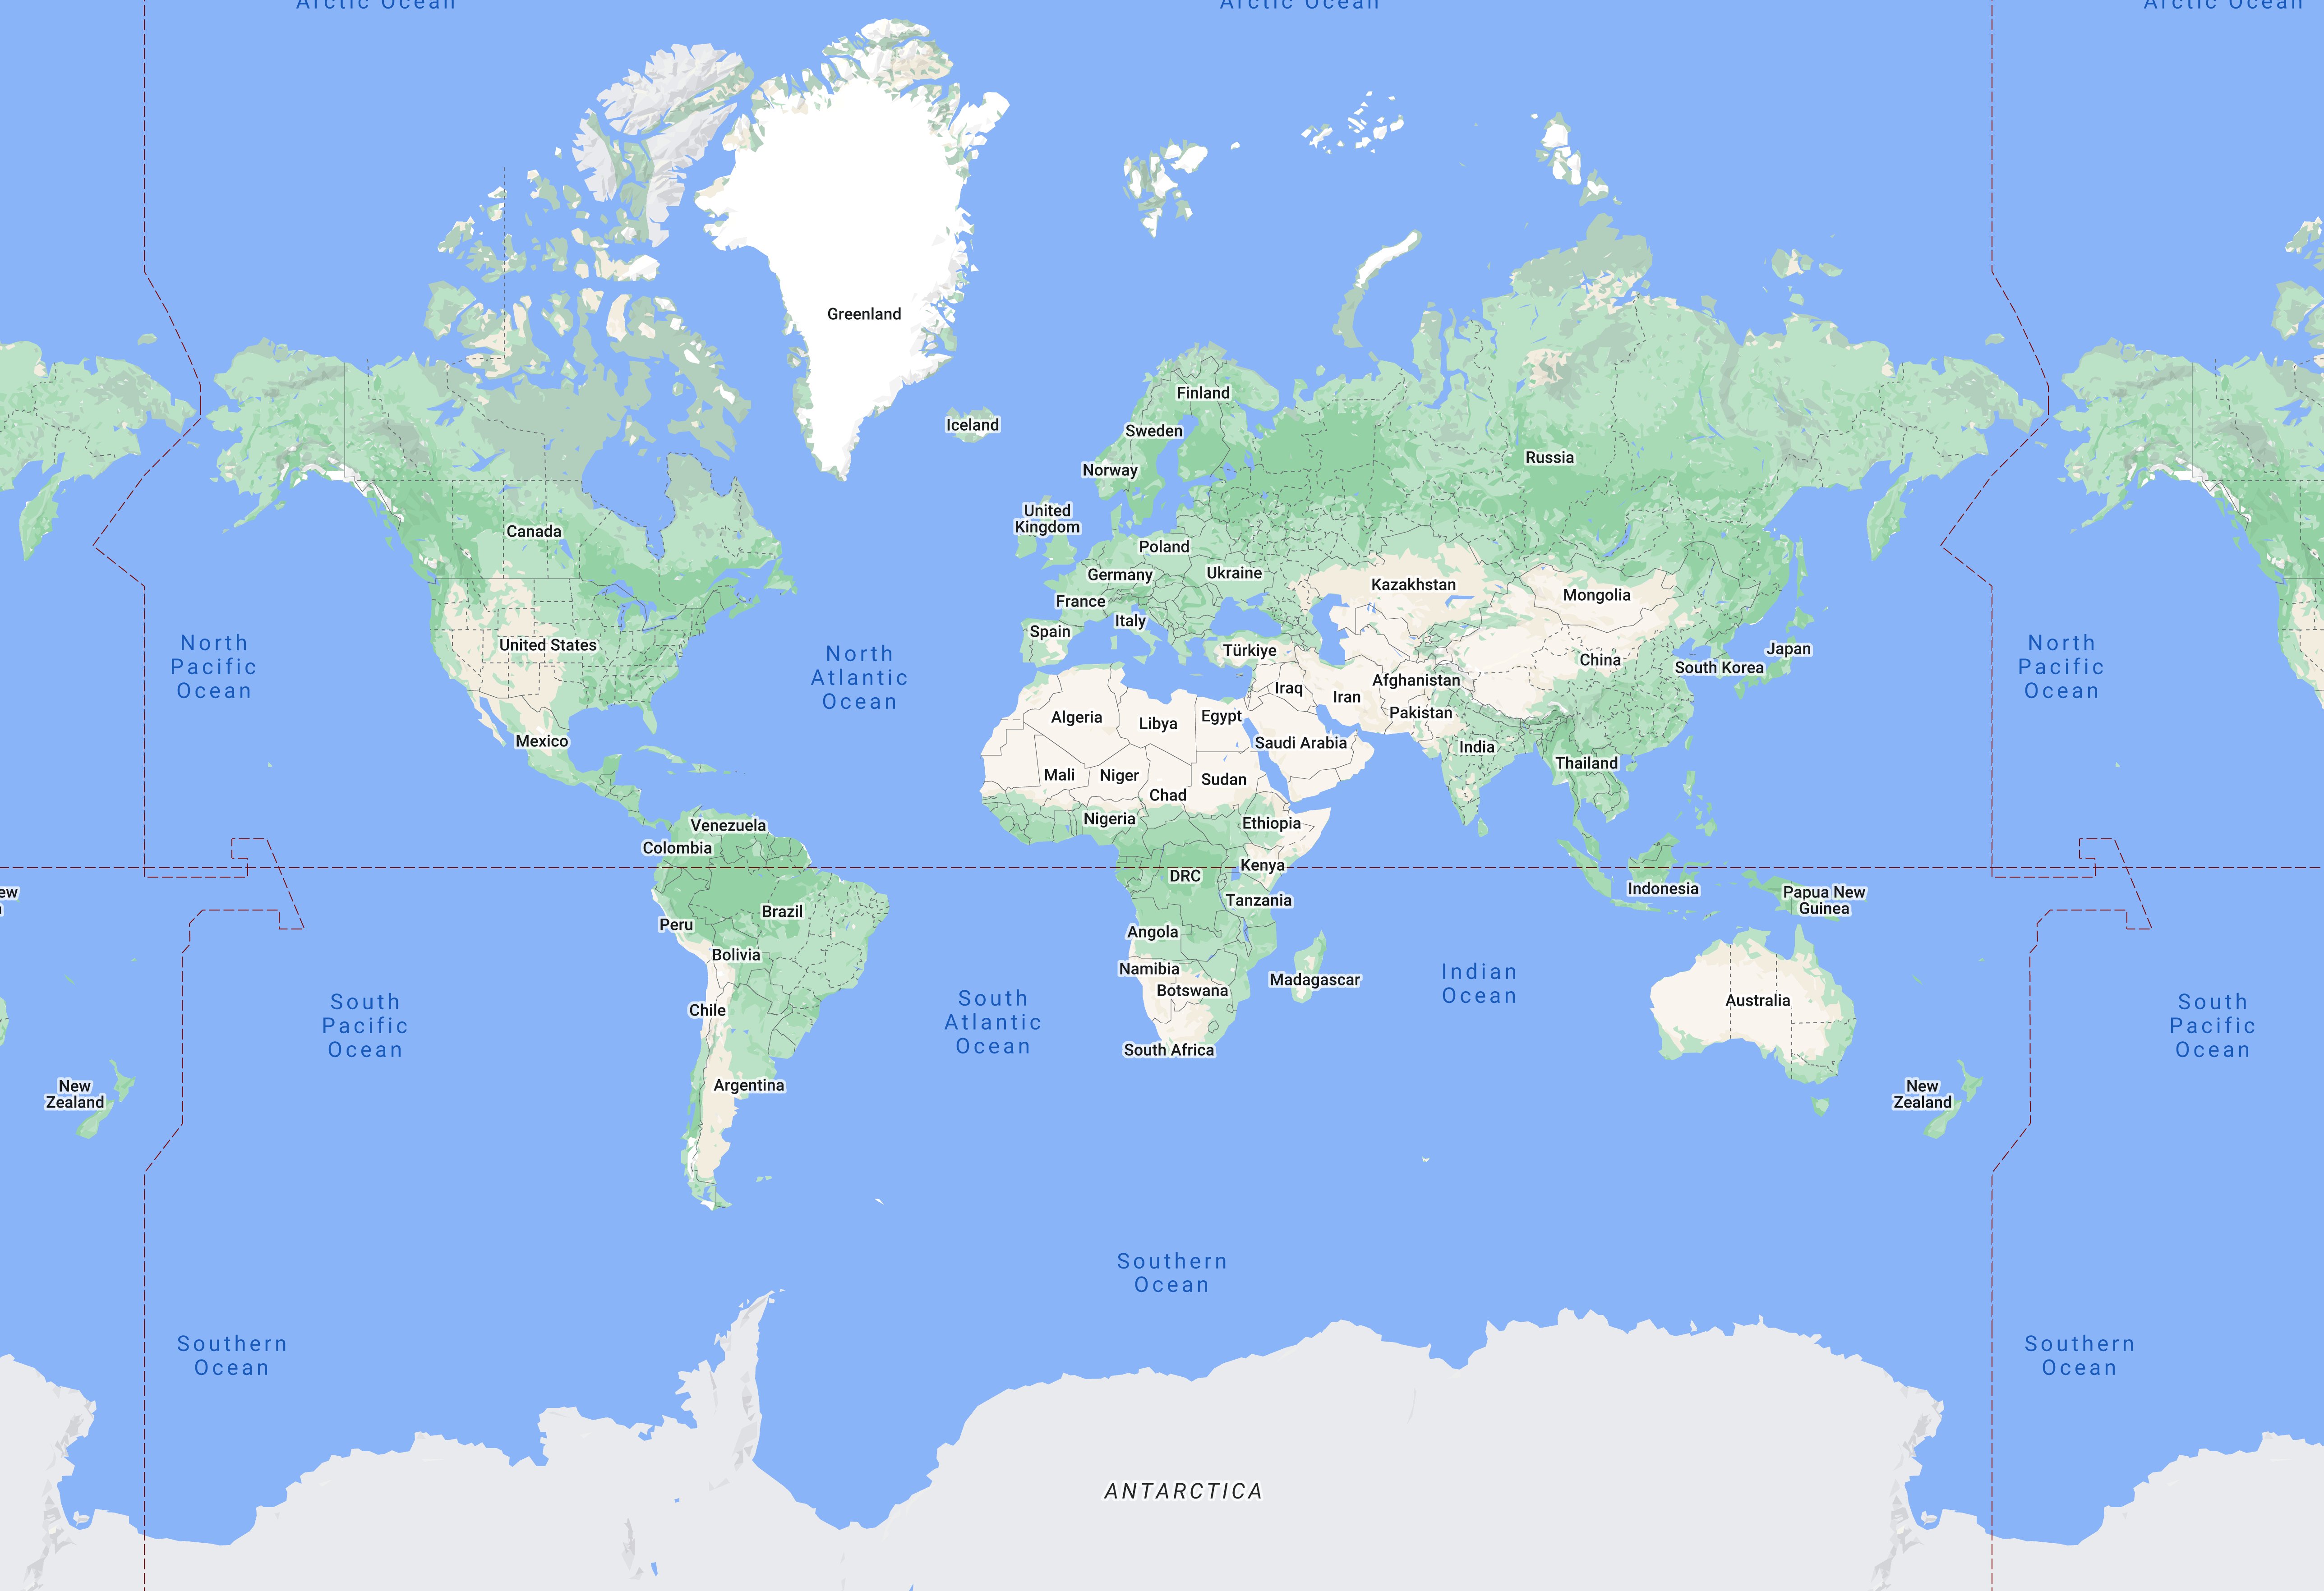 Arctic Ocean
Arctic Ocean
Arctic Ocean
Greenland
Finland
Iceland
Sweden
Norway
Russia
United
Kingdom
Canada
Poland
Germany
Ukraine
Kazakhstan
Mongolia
France
Italy
Spain
North
Pacific
Ocean
United States
North
Atlantic
Ocean
Türkiye
China
Japan
South Korea
North
Pacific
Ocean
Afghanistan
Iraq
Iran
Pakistan
Algeria
Libya
Egypt
Saudi Arabia
Mexico
India
Thailand
Mali
Niger
Sudan
Chad
Nigeria
Ethiopia
Venezuela
Colombia
Kenya
DRC
Indonesia
Papua New
Guinea
ew
Tanzania
Brazil
Peru
Angola
Bolivia
Namibia
Botswana
Madagascar
Indian
Ocean
Australia
Chile
South
Pacific
Ocean
South
Atlantic
Ocean
South
Pacific
Ocean
South Africa
Argentina
New
Zealand
New
Zealand
Southern
Ocean
Southern
Ocean
Southern
Ocean
ANTARCTICA